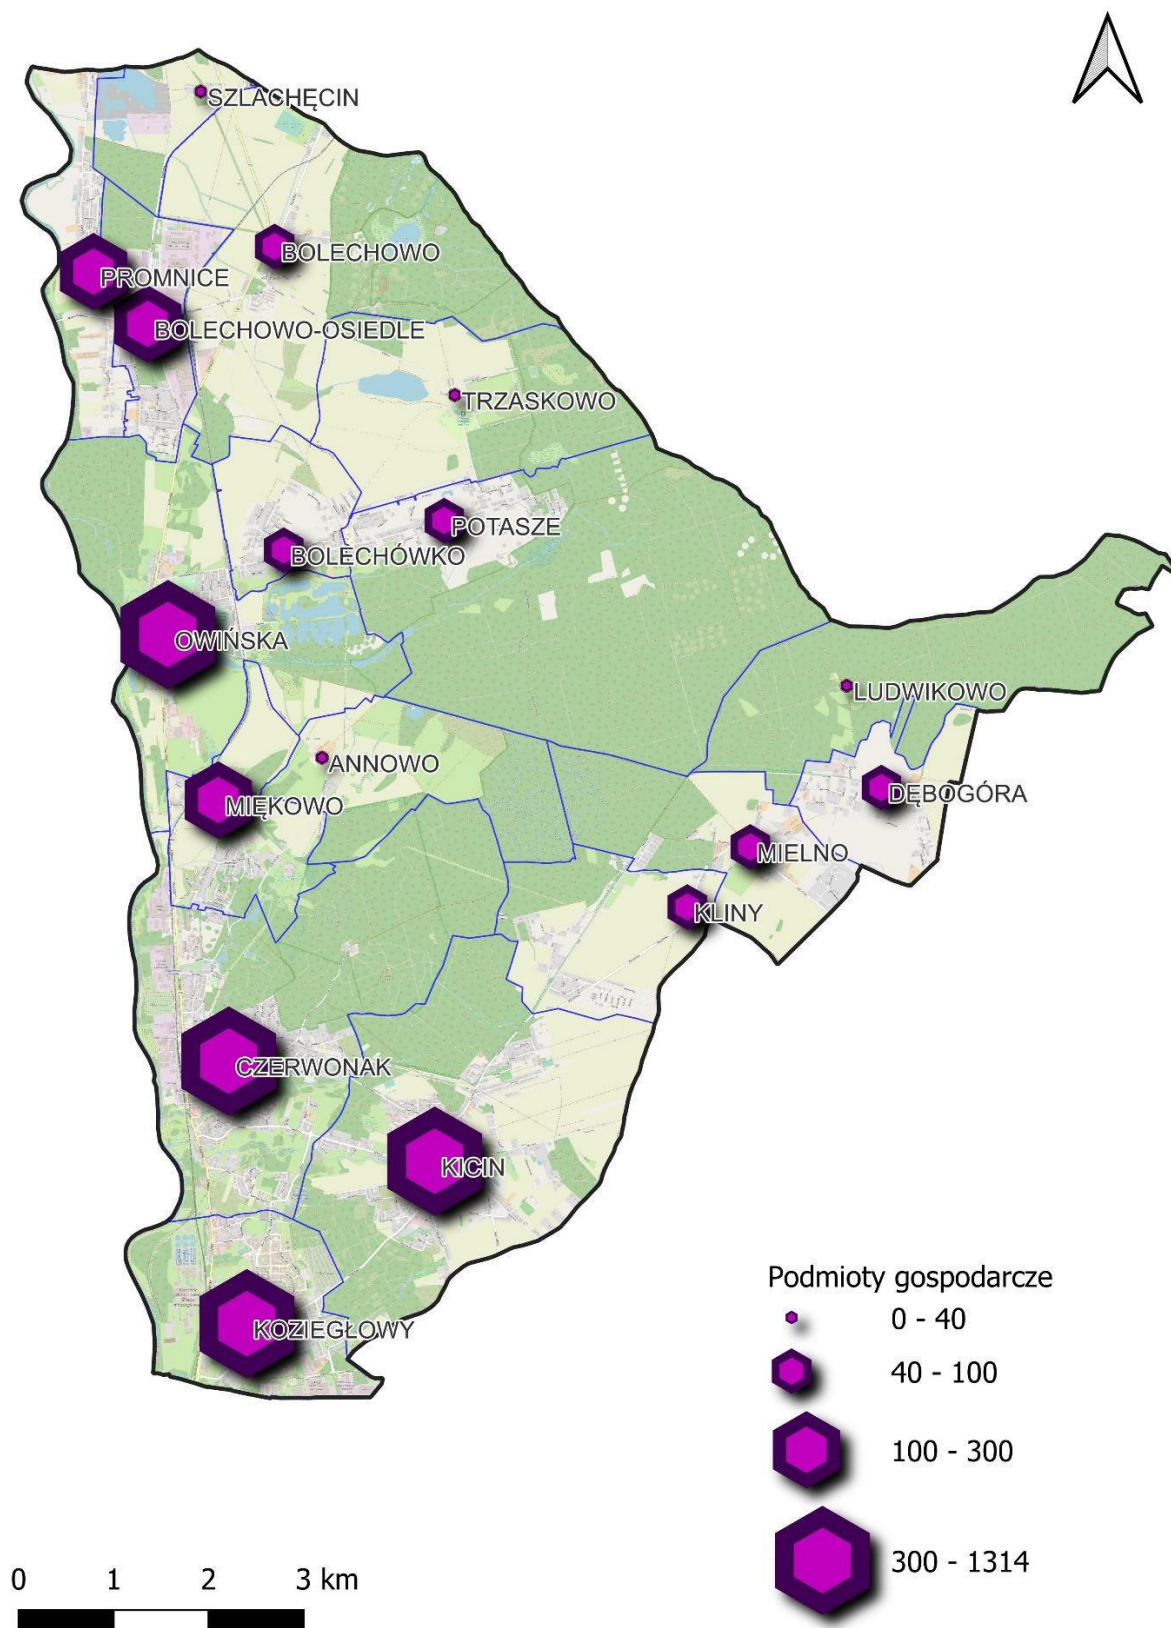 SZLACHĘCIN
BOLECHOWO
PROMNICE
BOLECHOWO-OSIEDLE
TRZASKOWO
POTASZE
BOLECHÓWKO
OWIŃSKA
LUDWIKOWO
ANNOWO
DĘBOGÓRA
MIĘKOWO
MIELNO
KLINY
CZERWONAK
KICIN
KOZIEGŁOWY
Podmioty gospodarcze
0 - 40
40 - 100
100 - 300
300 - 1314
0 1 2 3 km